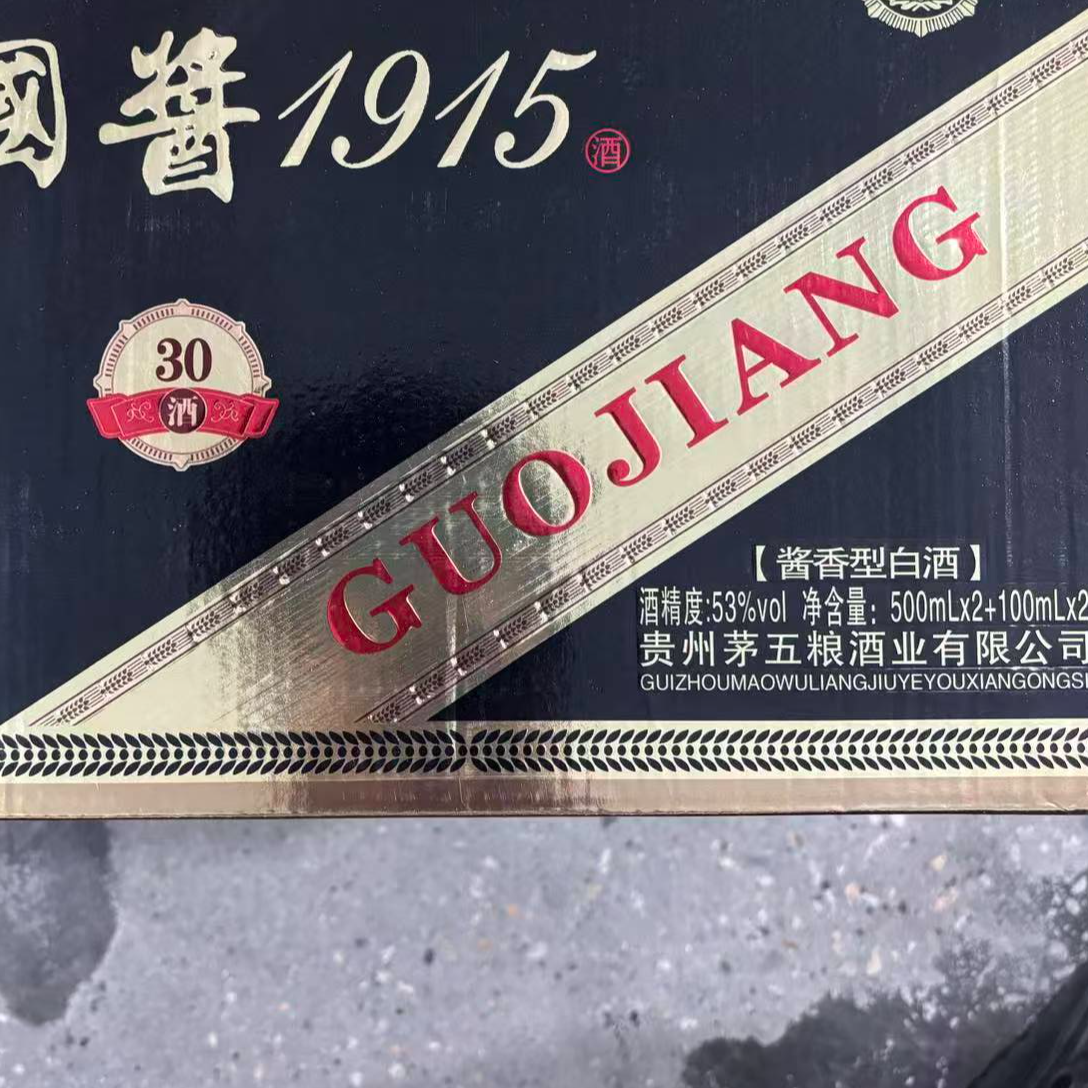 國醬1915
酒
30
酒
GUOJIANG
【酱香型白酒】
酒精度:53%vol 净含量：500mLx2+100mLx2
贵州茅五粮酒业有限公司
GUIZHOUMAOWULIANGJIUYEYOUXIANGONGSI